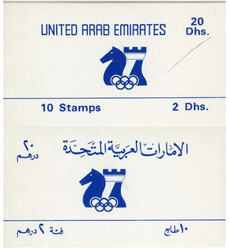 UNITED ARAB EMIRATES
20
Dhs.
10 Stamps 2 Dhs.
٢٠
درهم
الامارات العربية المتحدة
فئة ٢ درهم
١٠ طابع